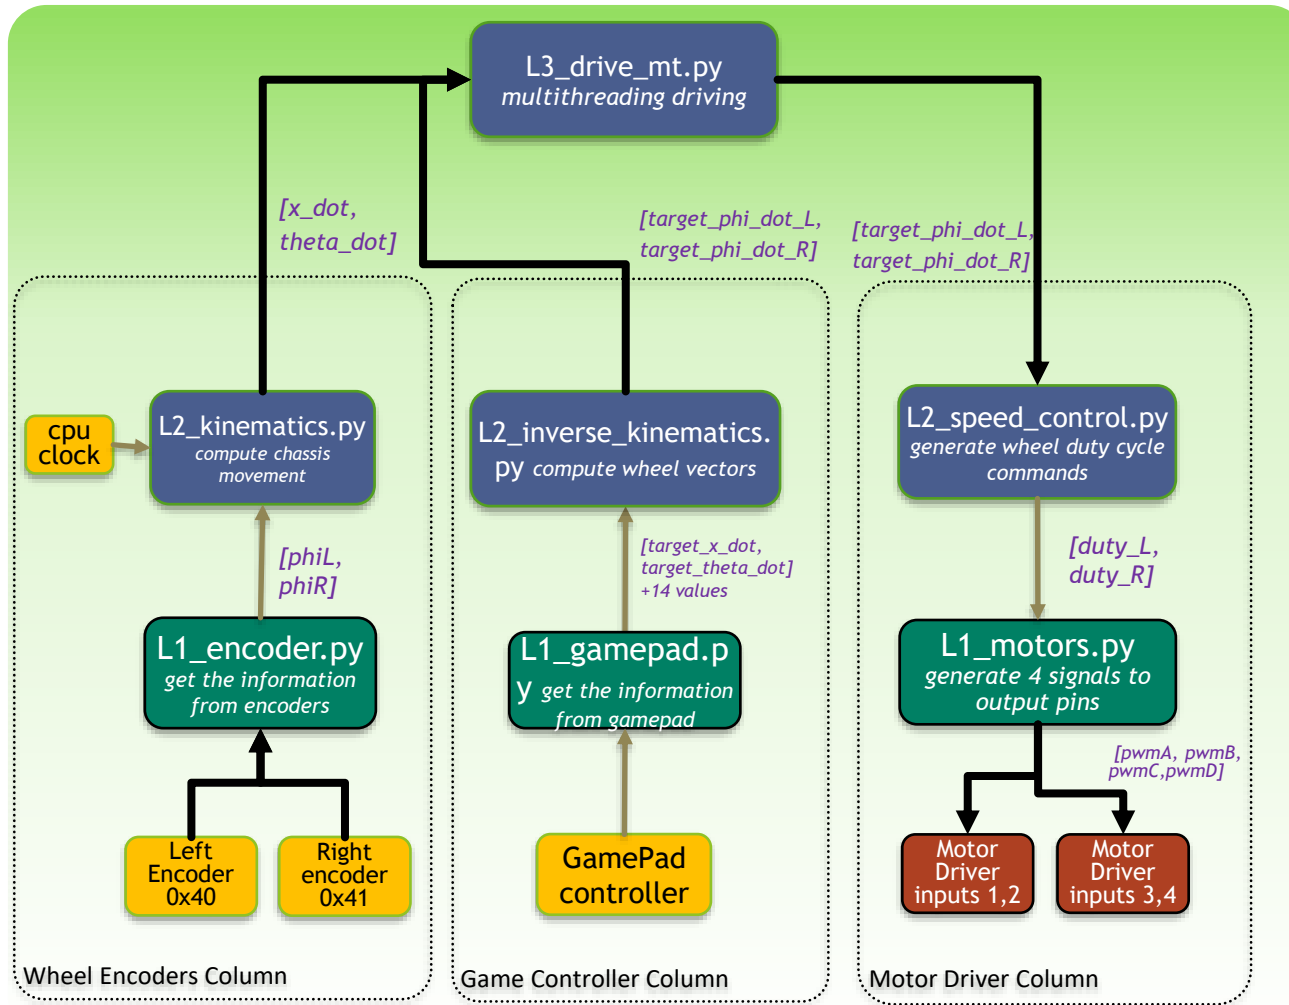 L3_drive_mt.py
multithreading driving
[x_dot,
theta_dot]
[target_phi_dot_L,
target_phi_dot_R]
[target_phi_dot_L,
target_phi_dot_R]
cpu
clock
L2_kinematics.py
compute chassis
movement
L2_inverse_kinematics.
py compute wheel vectors
L2_speed_control.py
generate wheel duty cycle
commands
[phiL,
phiR]
[target_x_dot,
target_theta_dot]
+14 values
[duty_L,
duty_R]
L1_encoder.py
get the information
from encoders
L1_gamepad.p
y get the information
from gamepad
L1_motors.py
generate 4 signals to
output pins
[pwmA, pwmB,
pwmC,pwmD]
Left
Encoder
0x40
Right
encoder
0x41
GamePad
controller
Motor
Driver
inputs 1,2
Motor
Driver
inputs 3,4
Wheel Encoders Column
Game Controller Column
Motor Driver Column